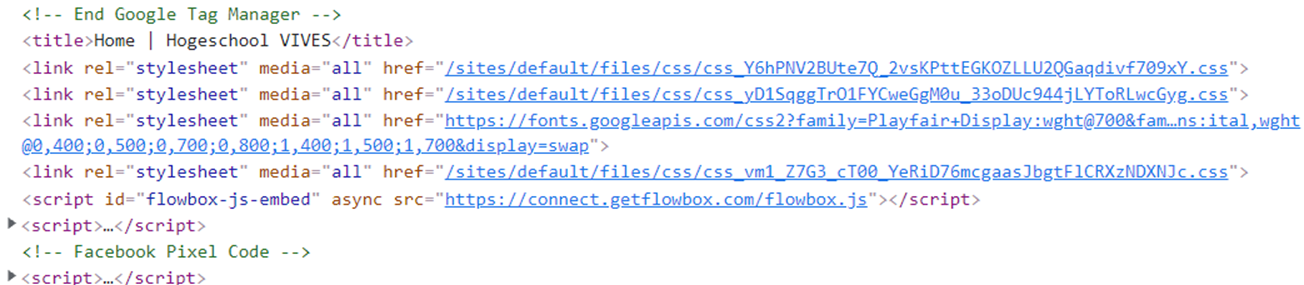 <!-- End Google Tag Manager -->
<title>Home | Hogeschool VIVES</title>
<link rel="stylesheet" media="all" href="/sites/default/files/css/css_Y6hPNV2BUte7Q_2vsKPttEGKOZLLU2QGaqdivf709xY.css">
<link rel="stylesheet" media="all" href="/sites/default/files/css/css_yD1SqggTrO1FYCweGgM0u_33oDUc944jLYToRLwcGyg.css">
<link rel="stylesheet" media="all" href="https://fonts.googleapis.com/css2?family=Playfair+Display:wght@700&fam…ns:ital,wght
@0,400;0,500;0,700;0,800;1,400;1,500;1,700&display=swap">
<link rel="stylesheet" media="all" href="/sites/default/files/css/css_vm1_Z7G3_cT00_YeRiD76mcgaasJbgtFlCRXzNDXNJc.css">
<script id="flowbox-js-embed" async src="https://connect.getflowbox.com/flowbox.js"></script>
<script>…</script>
<!-- Facebook Pixel Code -->
<script>…</script>